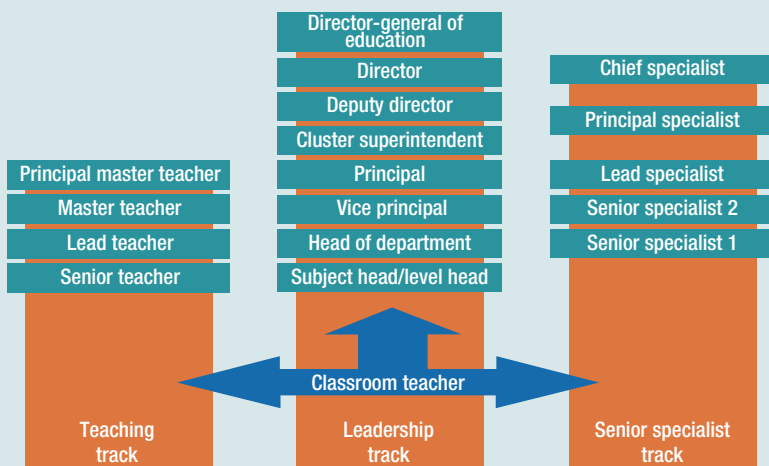 Principal master teacher
Master teacher
Lead teacher
Senior teacher
Teaching
track
Director-general of
education
Director
Deputy director
Cluster superintendent
Principal
Vice principal
Head of department
Subject head/level head
Classroom teacher
Leadership
track
Chief specialist
Principal specialist
Lead specialist
Senior specialist 2
Senior specialist 1
Senior specialist
track